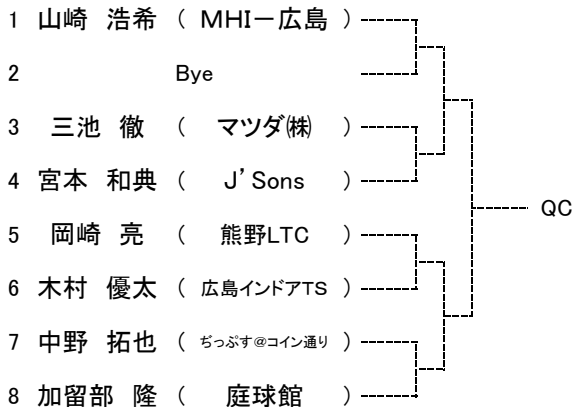 1 山崎 浩希 ( MHI－広島 )
2 Bye
3 三池 徹 ( マツダ㈱ )
4 宮本 和典 ( J’Sons )
QC
5 岡崎 亮 ( 熊野LTC )
6 木村 優太 ( 広島インドアTS )
7 中野 拓也 ( ぢっぷす@コイン通り )
8 加留部 隆 ( 庭球館 )